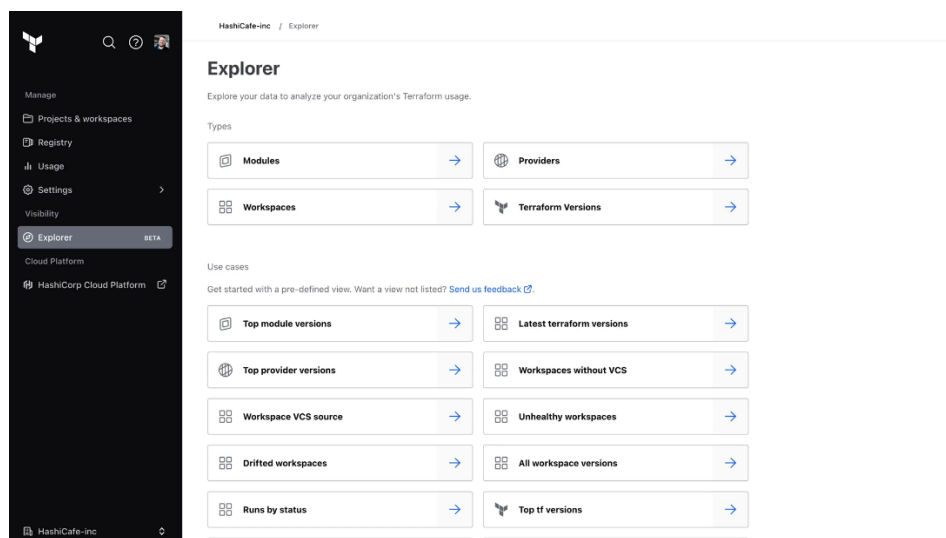 HashiCafe-inc / Explorer
Manage
Projects & workspaces
Registry
Usage
Settings
Visibility
Explorer BETA
Cloud Platform
HashiCorp Cloud Platform
HashiCafe-inc
Explorer
Explore your data to analyze your organization's Terraform usage.
Types
Modules
Providers
Workspaces
Terraform Versions
Use cases
Get started with a pre-defined view. Want a view not listed? Send us feedback.
Top module versions
Latest terraform versions
Top provider versions
Workspaces without VCS
Workspace VCS source
Unhealthy workspaces
Drifted workspaces
All workspace versions
Runs by status
Top tf versions